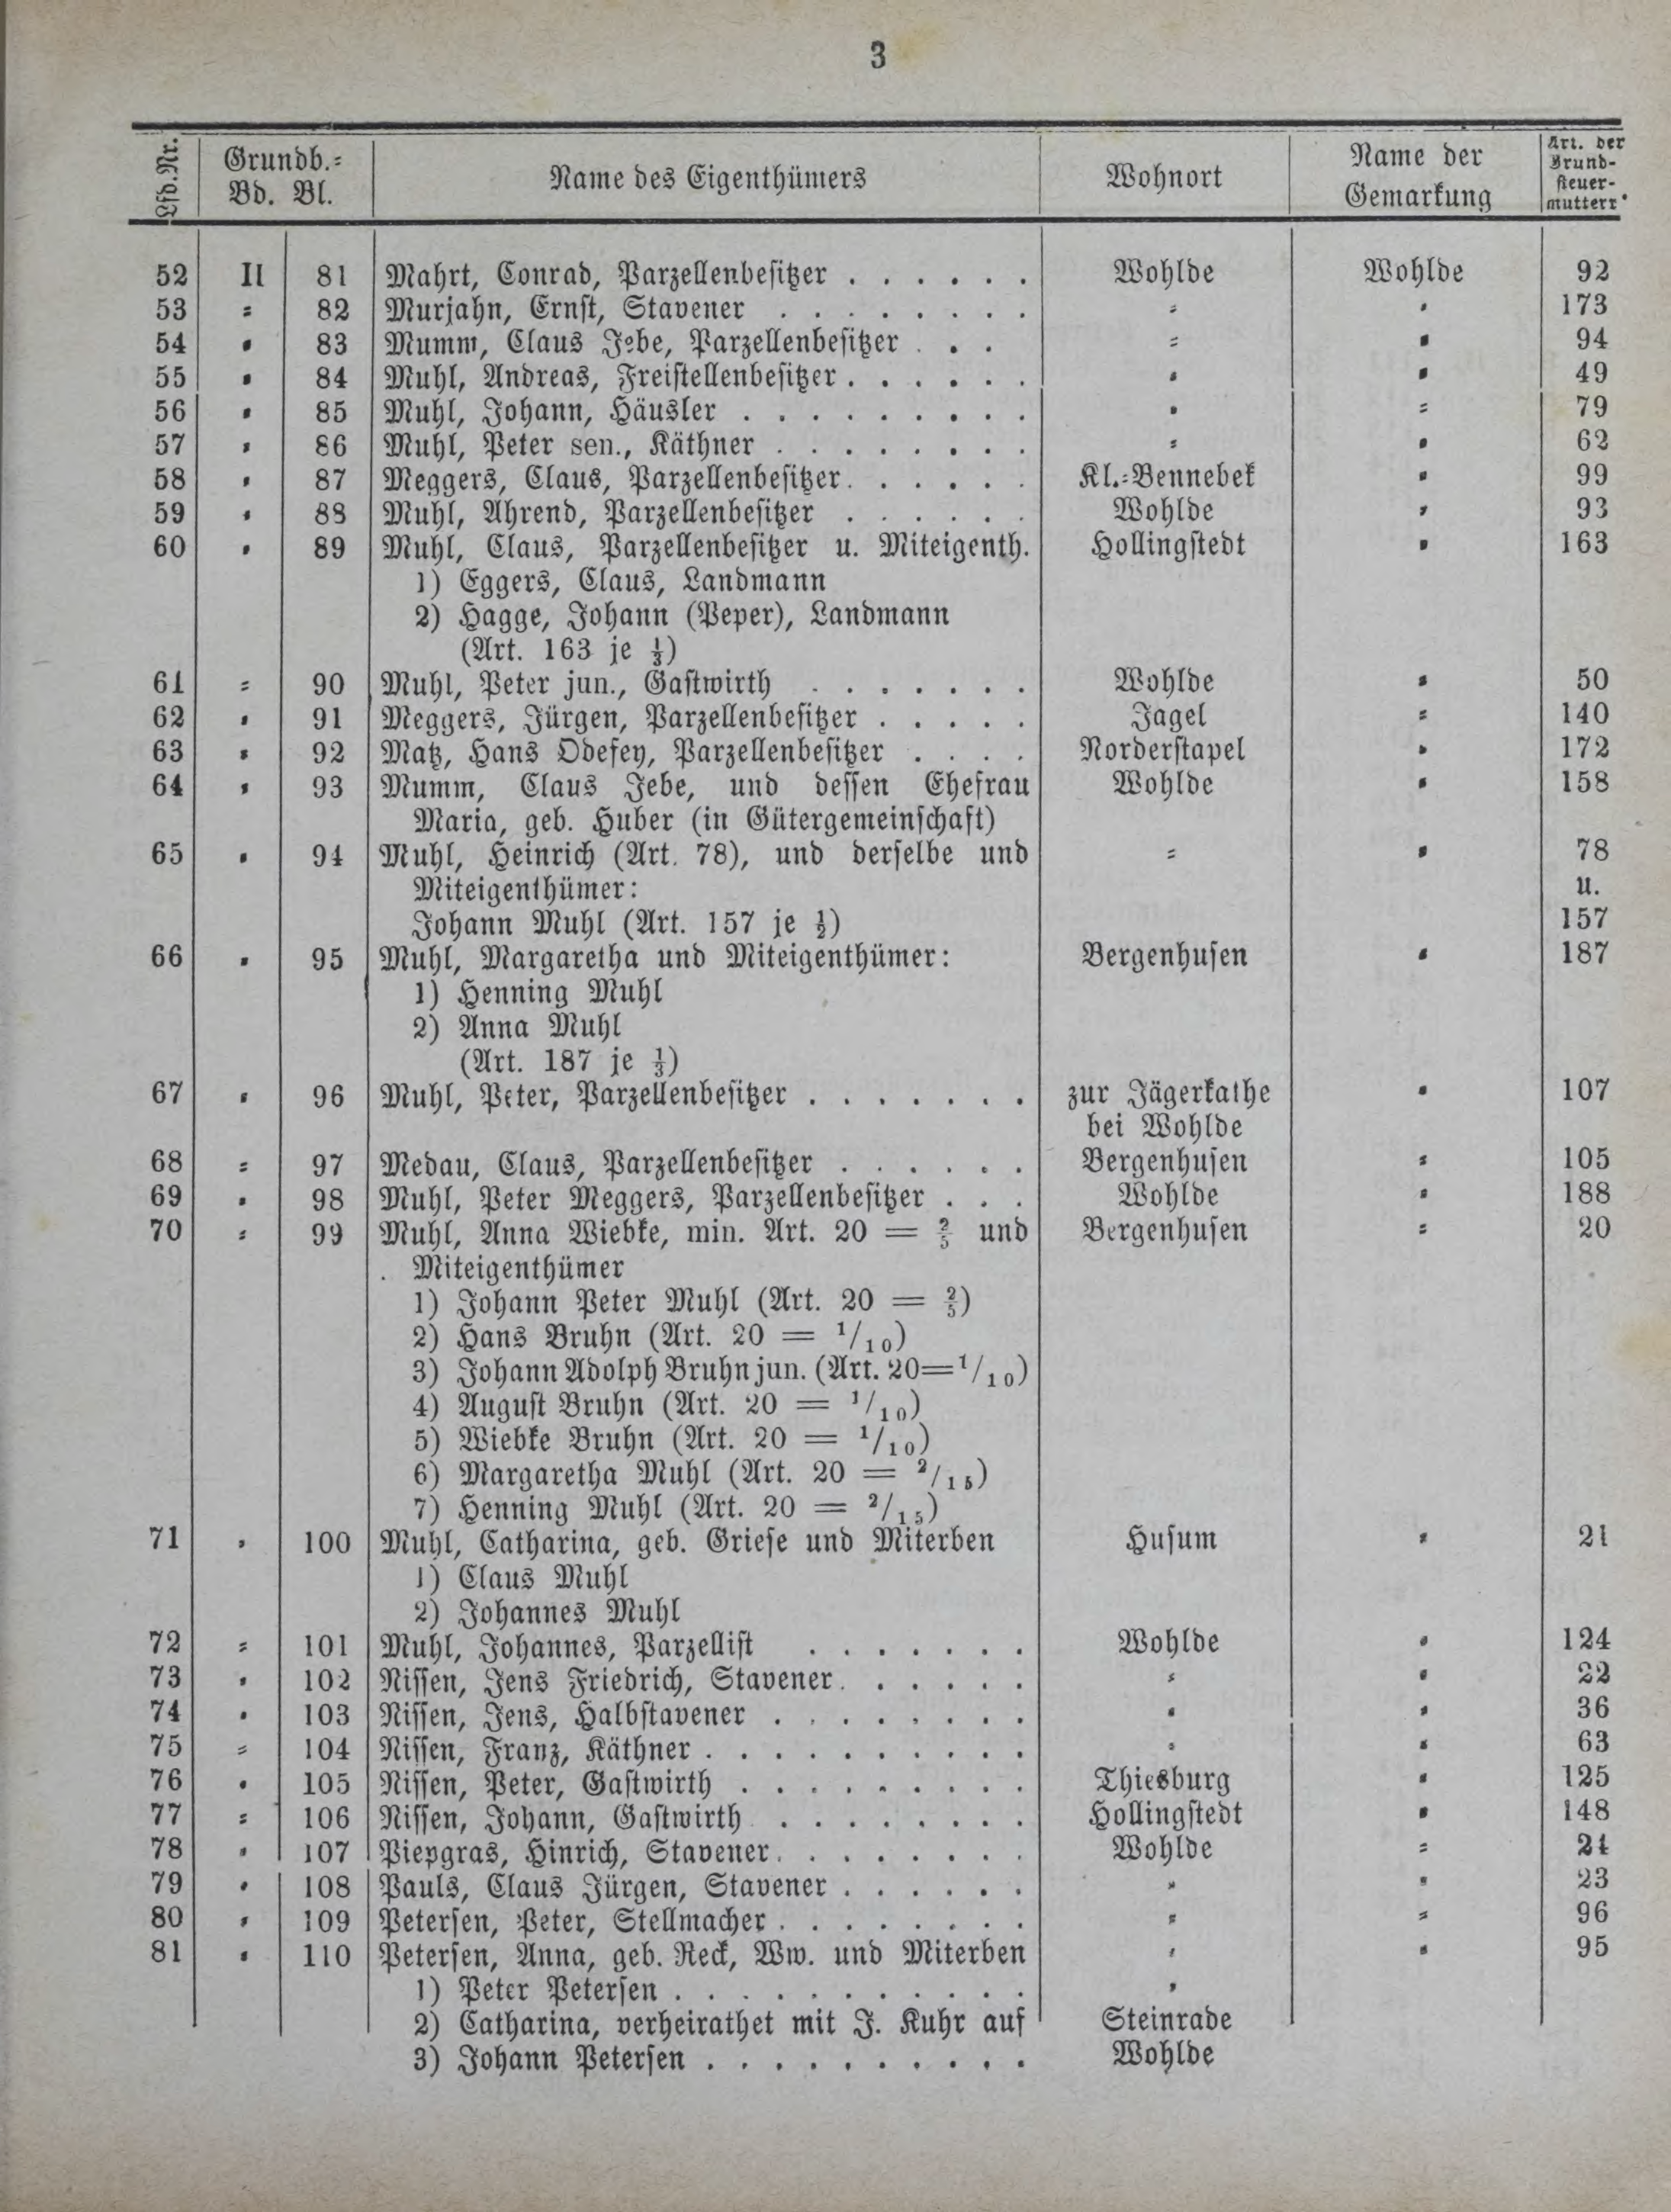 3
Lfd. Nr. Grundb.= Bd. Bl. Name des Eigenthümers Wohnort Name der Gemarkung Art. der Grund- steuer- mutterr.
52 II 81 Mahrt, Conrad, Parzellenbesitzer . . . . . . Wohlde Wohlde 92
53 = 82 Murjahn, Ernst, Stavener . . . . . . . . = = 173
54 = 83 Mumm, Claus Jebe, Parzellenbesitzer . . . = = 94
55 = 84 Muhl, Andreas, Freistellenbesitzer . . . . . . = = 49
56 = 85 Muhl, Johann, Häusler . . . . . . . . . = = 79
57 = 86 Muhl, Peter sen., Käthner . . . . . . . . = = 62
58 = 87 Meggers, Claus, Parzellenbesitzer . . . . . . Kl.=Bennebek = 99
59 = 88 Muhl, Ahrend, Parzellenbesitzer . . . . . . Wohlde = 93
60 = 89 Muhl, Claus, Parzellenbesitzer u. Miteigenth. Hollingstedt = 163
1) Eggers, Claus, Landmann
2) Hagge, Johann (Peper), Landmann
(Art. 163 je ⅓)
61 = 90 Muhl, Peter jun., Gastwirth . . . . . . . Wohlde = 50
62 = 91 Meggers, Jürgen, Parzellenbesitzer . . . . . Jagel = 140
63 = 92 Matz, Hans Odefey, Parzellenbesitzer . . . . Norderstapel = 172
64 = 93 Mumm, Claus Jebe, und dessen Ehefrau Wohlde = 158
Maria, geb. Huber (in Gütergemeinschaft)
65 = 94 Muhl, Heinrich (Art. 78), und derselbe und = = 78
Miteigenthümer: u.
Johann Muhl (Art. 157 je ½) 157
66 = 95 Muhl, Margaretha und Miteigenthümer: Bergenhusen = 187
1) Henning Muhl
2) Anna Muhl
(Art. 187 je ⅓)
67 = 96 Muhl, Peter, Parzellenbesitzer . . . . . . . zur Jägerkathe = 107
bei Wohlde
68 = 97 Medau, Claus, Parzellenbesitzer . . . . . . Bergenhusen = 105
69 = 98 Muhl, Peter Meggers, Parzellenbesitzer . . . Wohlde = 188
70 = 99 Muhl, Anna Wiebke, min. Art. 20 = ⅖ und Bergenhusen = 20
Miteigenthümer
1) Johann Peter Muhl (Art. 20 = ⅖)
2) Hans Bruhn (Art. 20 = 1/10)
3) Johann Adolph Bruhn jun. (Art. 20=1/10)
4) August Bruhn (Art. 20 = 1/10)
5) Wiebke Bruhn (Art. 20 = 1/10)
6) Margaretha Muhl (Art. 20 = 2/15)
7) Henning Muhl (Art. 20 = 2/15)
71 = 100 Muhl, Catharina, geb. Griese und Miterben Husum = 21
1) Claus Muhl
2) Johannes Muhl
72 = 101 Muhl, Johannes, Parzellist . . . . . . . Wohlde = 124
73 = 102 Nissen, Jens Friedrich, Stavener . . . . . . = = 22
74 = 103 Nissen, Jens, Halbstavener . . . . . . . . = = 36
75 = 104 Nissen, Franz, Käthner . . . . . . . . . . = = 63
76 = 105 Nissen, Peter, Gastwirth . . . . . . . . . Thiesburg = 125
77 = 106 Nissen, Johann, Gastwirth . . . . . . . . Hollingstedt = 148
78 = 107 Piepgras, Hinrich, Stavener . . . . . . . . Wohlde = 24
79 = 108 Pauls, Claus Jürgen, Stavener . . . . . . = = 23
80 = 109 Petersen, Peter, Stellmacher . . . . . . . . = = 96
81 = 110 Petersen, Anna, geb. Reck, Ww. und Miterben = = 95
1) Peter Petersen . . . . . . . . . . . =
2) Catharina, verheirathet mit J. Kuhr auf Steinrade
3) Johann Petersen . . . . . . . . . . Wohlde